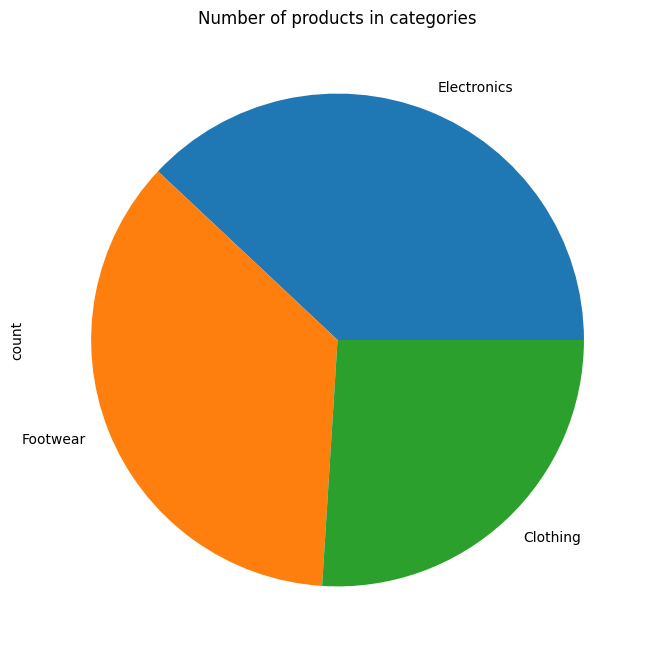 Number of products in categories
Electronics
count
Footwear
Clothing